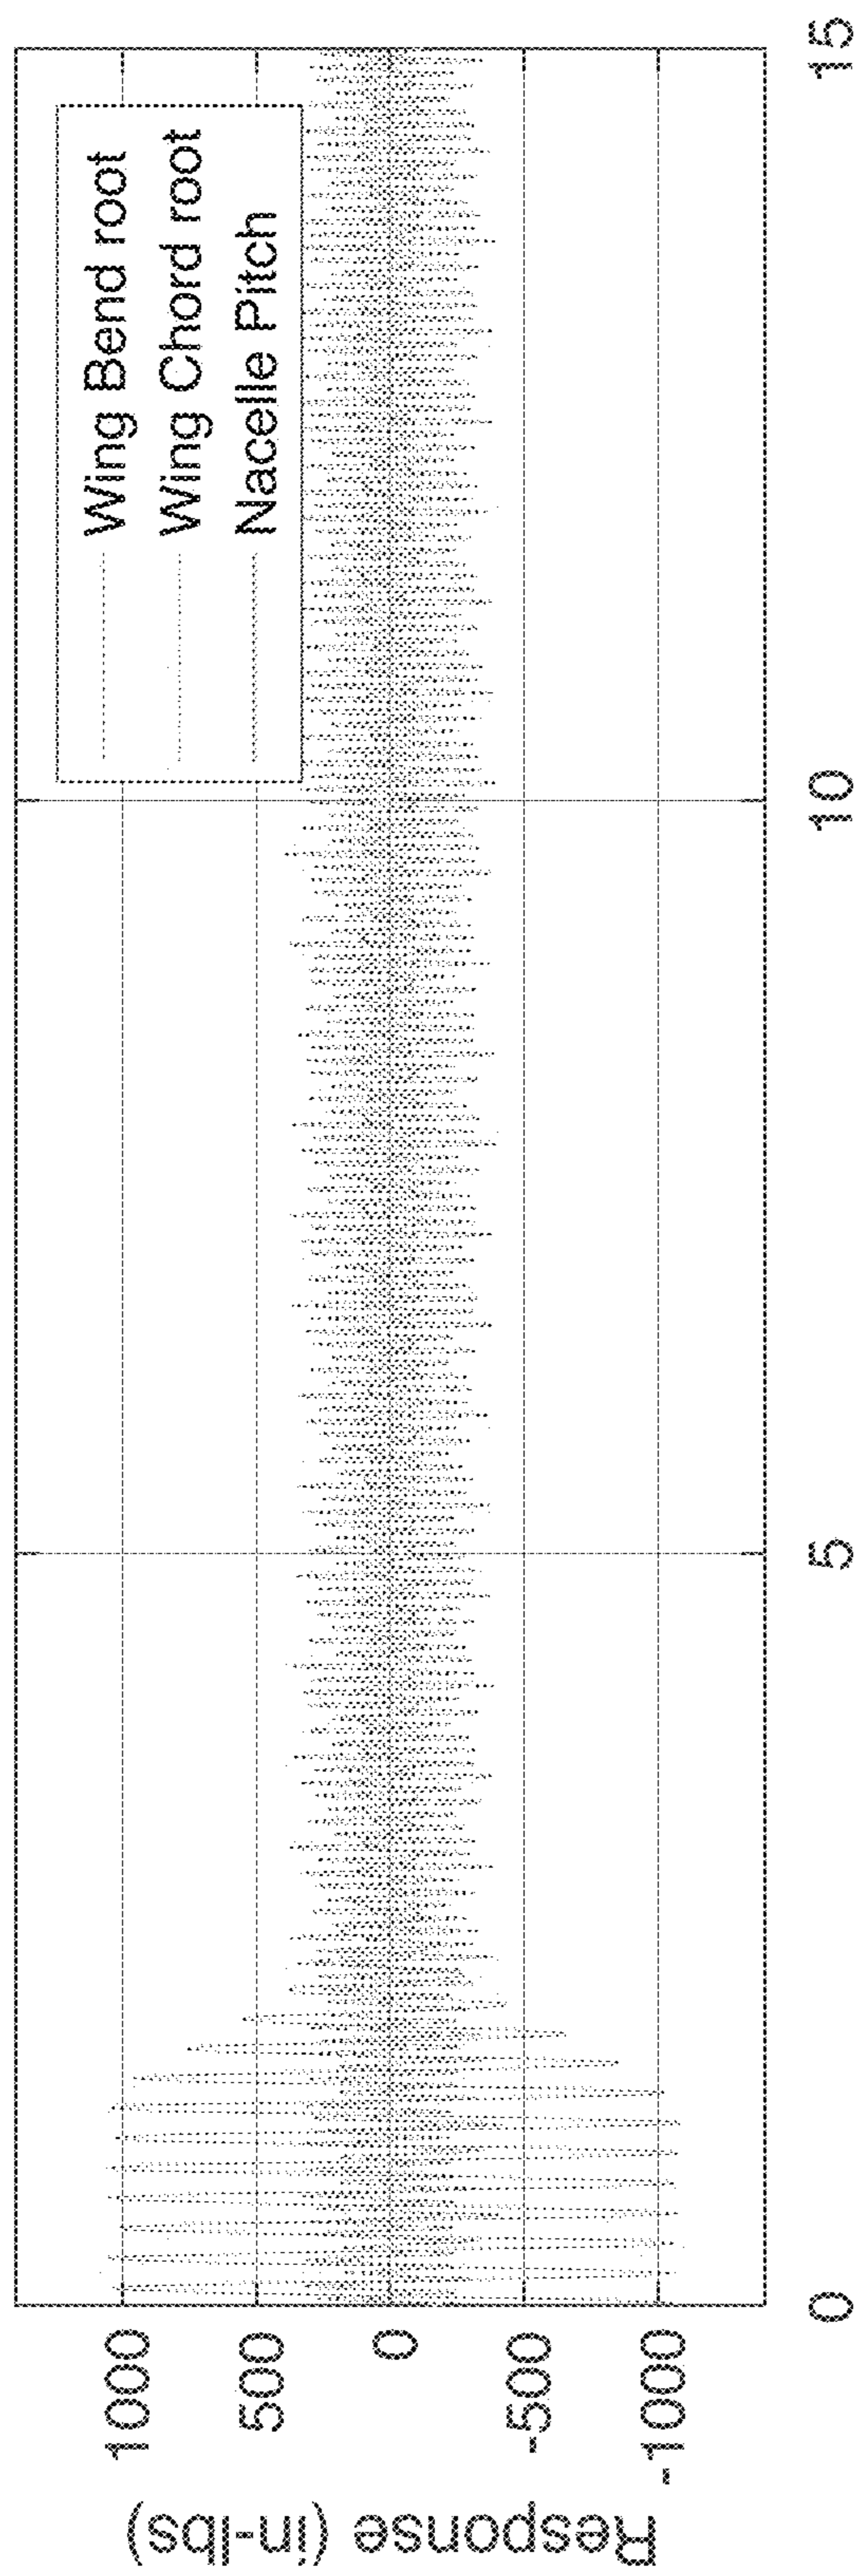 Response (in-lbs)
1000
500
0
-500
-1000
Wing Bend root
Wing Chord root
Nacelle Pitch
0
5
10
15